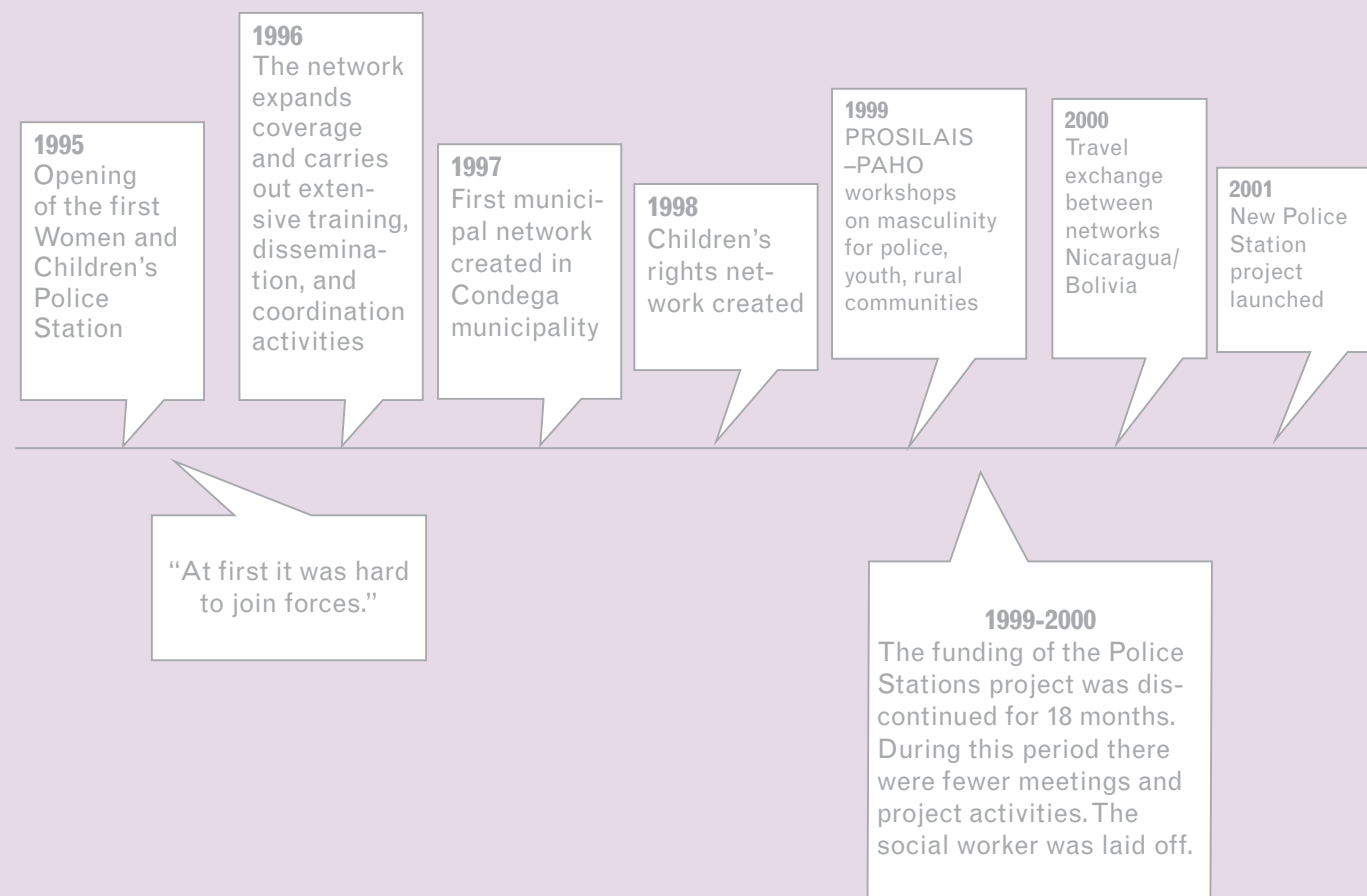 1995
Opening
of the first
Women and
Children’s
Police
Station
1996
The network
expands
coverage
and carries
out exten-
sive training,
dissemina-
tion, and
coordination
activities
1997
First munici-
pal network
created in
Condega
municipality
1998
Children’s
rights net-
work created
1999
PROSILAIS
–PAHO
workshops
on masculinity
for police,
youth, rural
communities
2000
Travel
exchange
between
networks
Nicaragua/
Bolivia
2001
New Police
Station
project
launched
“At first it was hard
to join forces.”
1999-2000
The funding of the Police
Stations project was dis-
continued for 18 months.
During this period there
were fewer meetings and
project activities. The
social worker was laid off.